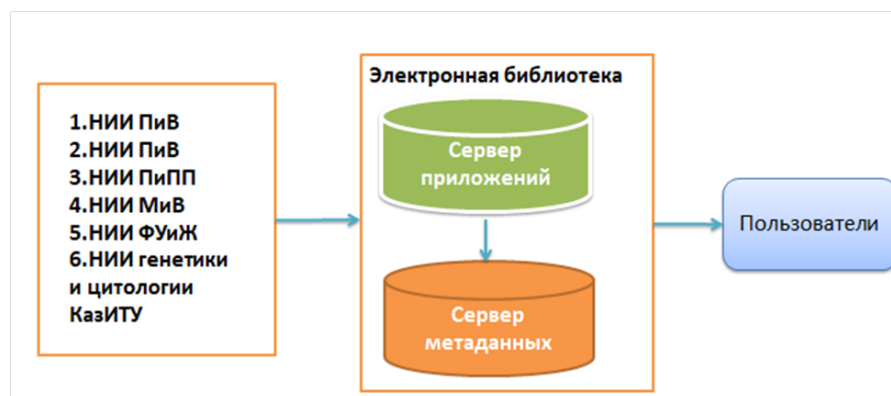 1.НИИ ПиВ
2.НИИ ПиВ
3.НИИ ПиПП
4.НИИ МиВ
5.НИИ ФУиЖ
6.НИИ генетики
и цитологии
КазИТУ
Электронная библиотека
Сервер
приложений
Сервер
метаданных
Пользователи